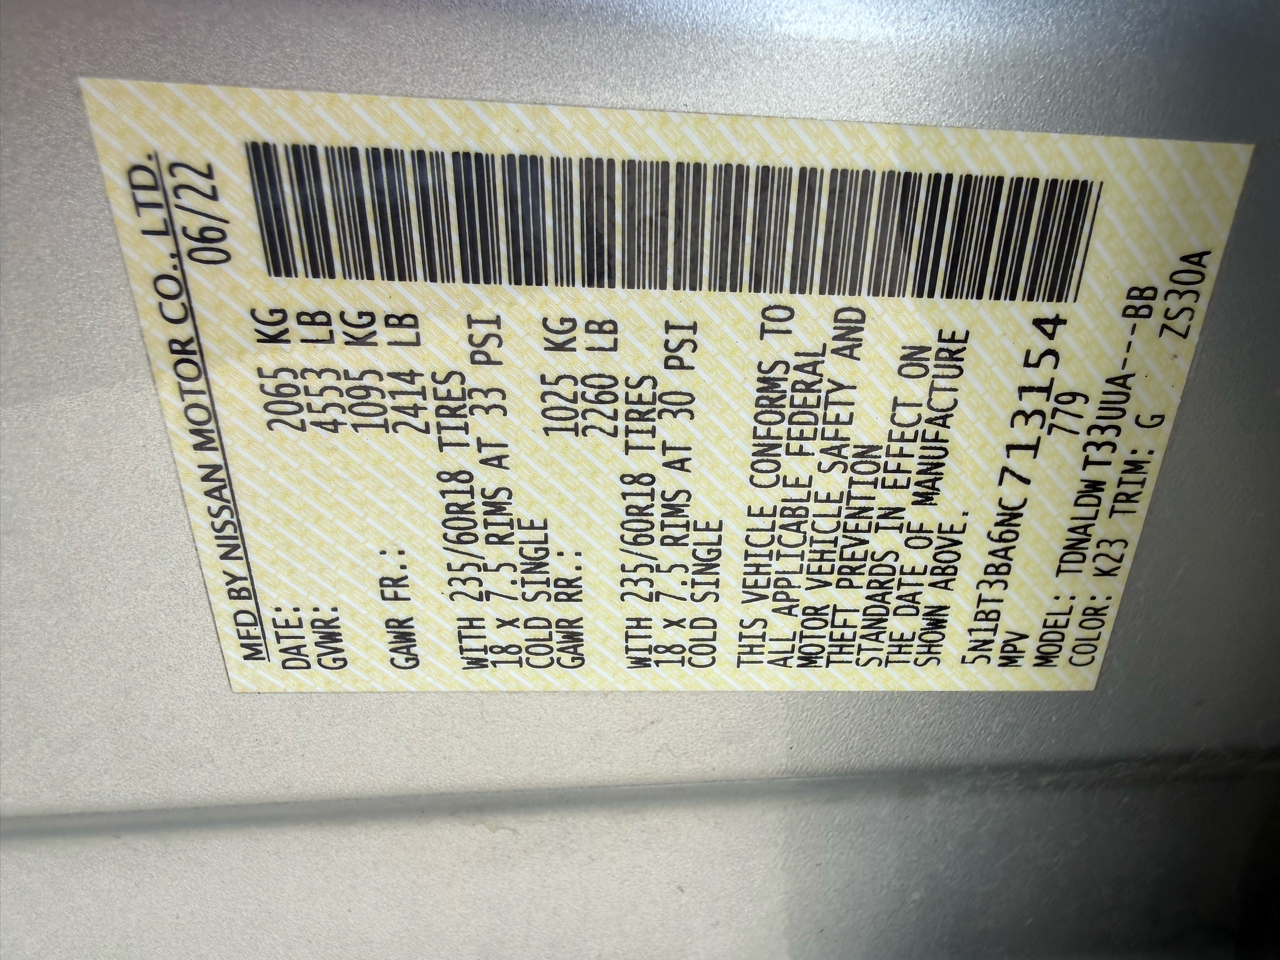 MFD BY NISSAN MOTOR CO., LTD.
DATE: 06/22
GVWR: 2065 KG
4553 LB
GAWR FR.: 1095 KG
2414 LB
WITH 235/60R18 TIRES
18 X 7.5 RIMS AT 33 PSI
COLD SINGLE
GAWR RR.: 1025 KG
2260 LB
WITH 235/60R18 TIRES
18 X 7.5 RIMS AT 30 PSI
COLD SINGLE
THIS VEHICLE CONFORMS TO
ALL APPLICABLE FEDERAL
MOTOR VEHICLE SAFETY AND
THEFT PREVENTION
STANDARDS IN EFFECT ON
THE DATE OF MANUFACTURE
SHOWN ABOVE.
5N1BT3BA6NC713154
MPV 779
MODEL: TDNALDWT33UUA----BB
COLOR: K23 TRIM: G ZS30A